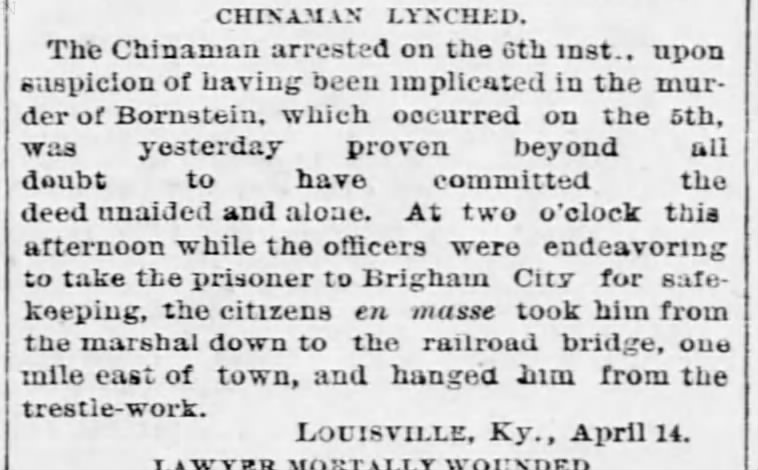 CHINAMAN LYNCHED.
The Chinaman arrested on the 6th inst., upon
suspicion of having been implicated in the mur-
der of Bornstein, which occurred on the 5th,
was yesterday proven beyond all
doubt to have committed the
deed unaided and alone. At two o'clock this
afternoon while the officers were endeavoring
to take the prisoner to Brigham City for safe-
keeping, the citizens en masse took him from
the marshal down to the railroad bridge, one
mile east of town, and hanged him from the
trestle-work.
LOUISVILLE, Ky., April 14.
LAWYER MORTALLY WOUNDED